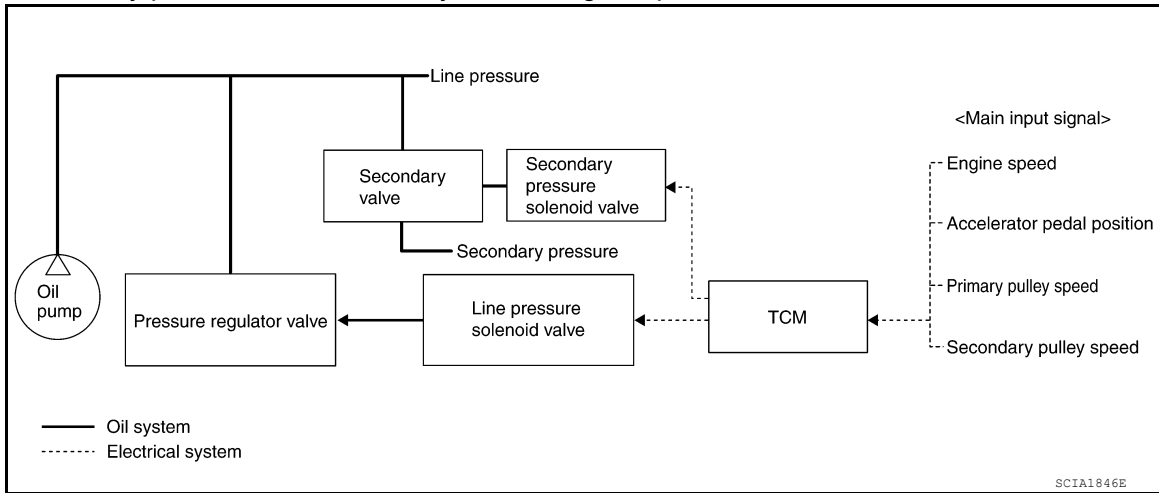 Line pressure
<Main input signal>
Secondary
valve
Secondary
pressure
solenoid valve
Engine speed
Accelerator pedal position
Secondary pressure
Oil
pump
Pressure regulator valve
Line pressure
solenoid valve
TCM
Primary pulley speed
Secondary pulley speed
Oil system
Electrical system
SCIA1846E